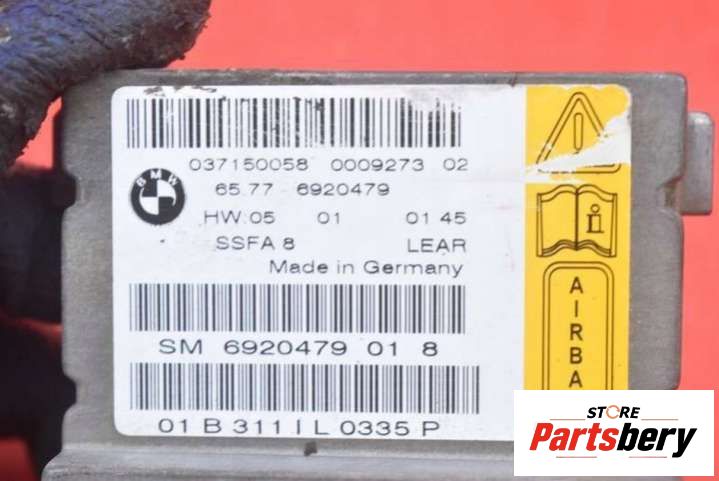 037150058 0009273 02
BMW
65.77 6920479
HW:05 01 01 45
SSFA 8 LEAR
Made in Germany
SM 6920479 01 8
01 B 311 I L 0335 P
AIRBA
STORE
Partsbery